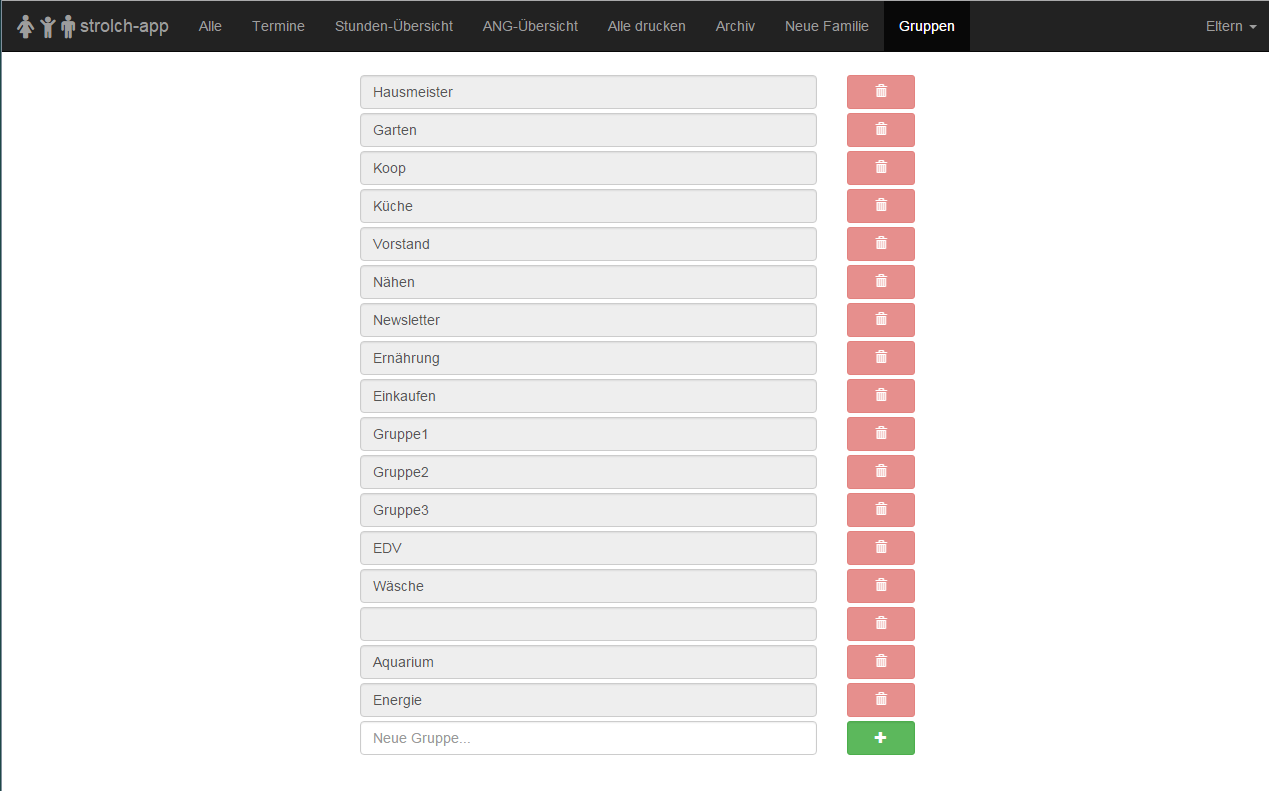 strolch-app Alle Termine Stunden-Übersicht ANG-Übersicht Alle drucken Archiv Neue Familie Gruppen Eltern
Hausmeister
Garten
Koop
Küche
Vorstand
Nähen
Newsletter
Ernährung
Einkaufen
Gruppe1
Gruppe2
Gruppe3
EDV
Wäsche
Aquarium
Energie
Neue Gruppe...